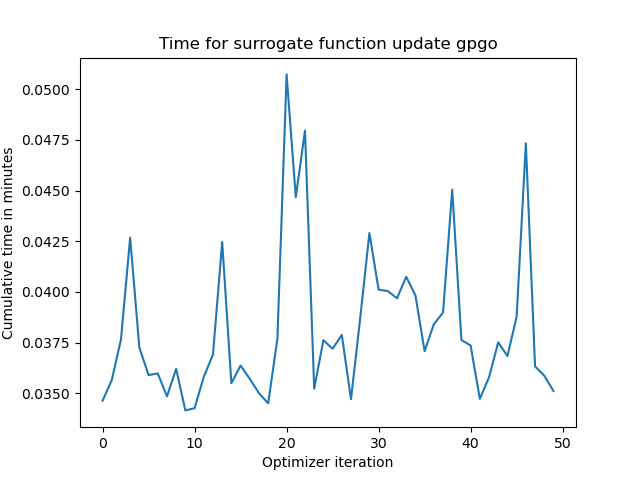 Time for surrogate function update gpgo
Cumulative time in minutes
0.0500
0.0475
0.0450
0.0425
0.0400
0.0375
0.0350
0 10 20 30 40 50
Optimizer iteration